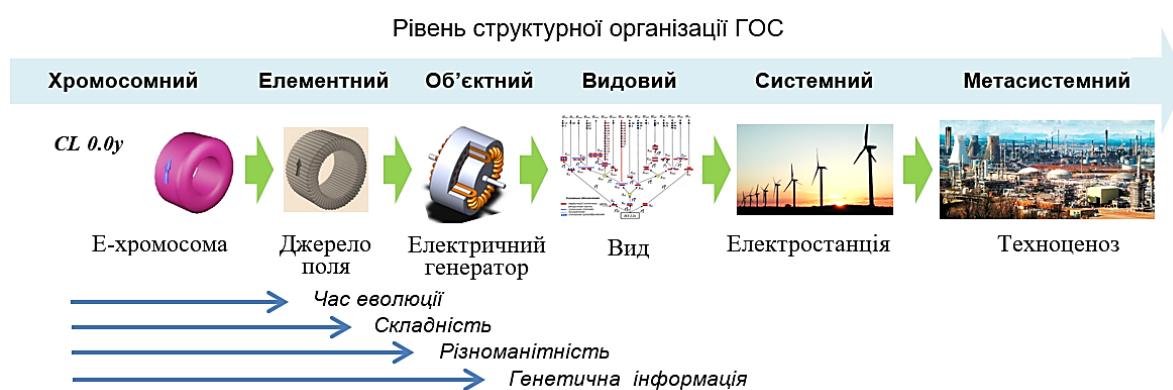 Рівень структурної організації ГОС
Хромосомний Елементний Об’єктний Видовий Системний Метасистемний
CL 0.0y
Е-хромосома Джерело поля Електричний генератор Вид Електростанція Техноценоз
Час еволюції
Складність
Різноманітність
Генетична інформація